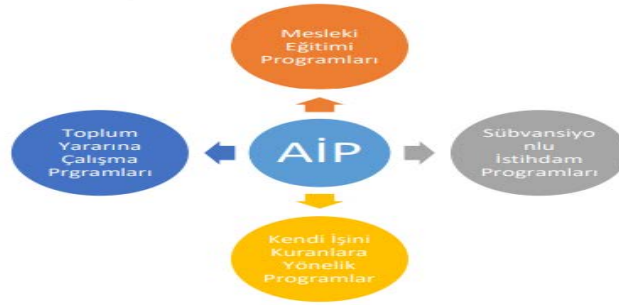 Mesleki
Eğitimi
Programları
Toplum
Yararına
Çalışma
Prgramları
AİP
Sübvansiyo
nlu
İstihdam
Programları
Kendi İşini
Kuranlara
Yönelik
Programlar